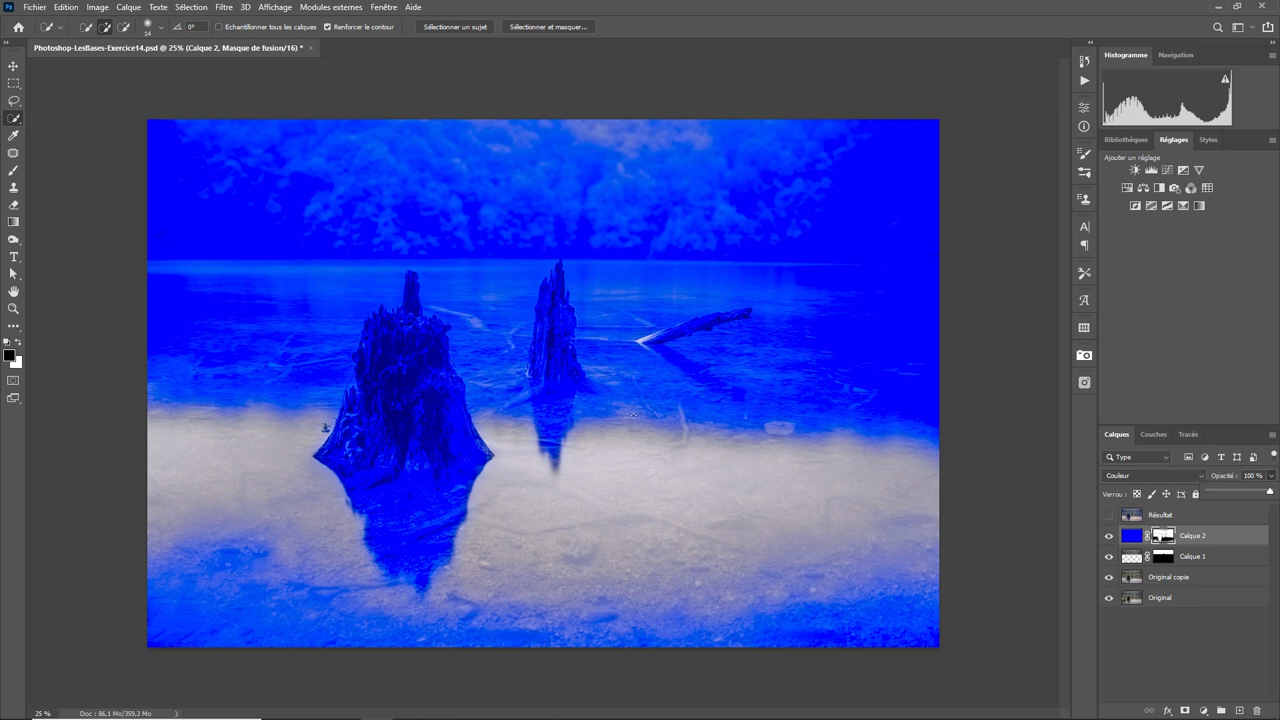 Ps Fichier Edition Image Calque Texte Sélection Filtre 3D Affichage Modules externes Fenêtre Aide
14 0° Echantillonner tous les calques Renforcer le contour Sélectionner un sujet Sélectionner et masquer...
Photoshop-LesBases-Exercice14.psd @ 25% (Calque 2, Masque de fusion/16) * ×
Histogramme Navigation
Bibliothèques Réglages Styles
Ajouter un réglage
Calques Couches Tracés
Type
Couleur Opacité : 100 %
Verrou :
Résultat
Calque 2
Calque 1
Original copie
Original
25 % Doc : 86,1 Mo/359,3 Mo